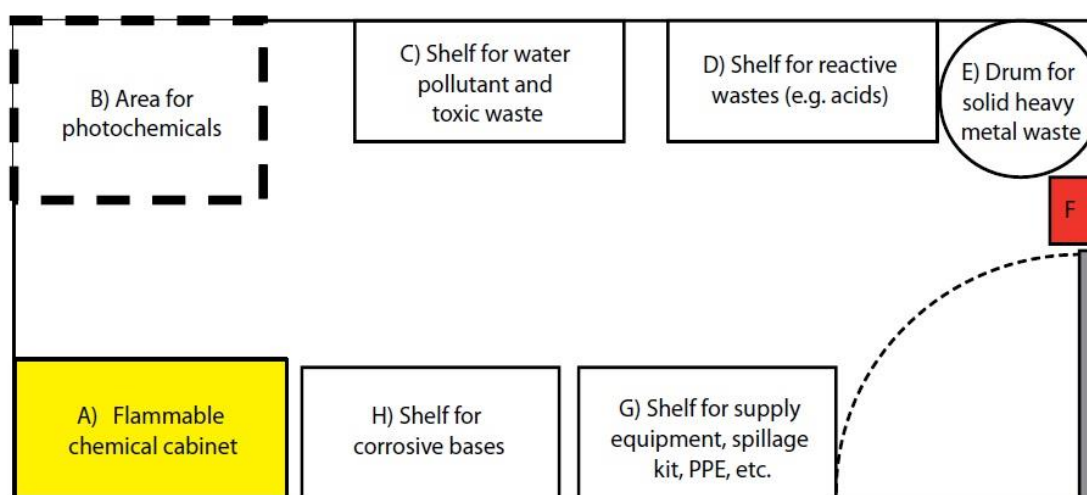 B) Area for
photochemicals
C) Shelf for water
pollutant and
toxic waste
D) Shelf for reactive
wastes (e.g. acids)
E) Drum for
solid heavy
metal waste
F
A) Flammable
chemical cabinet
H) Shelf for
corrosive bases
G) Shelf for supply
equipment, spillage
kit, PPE, etc.